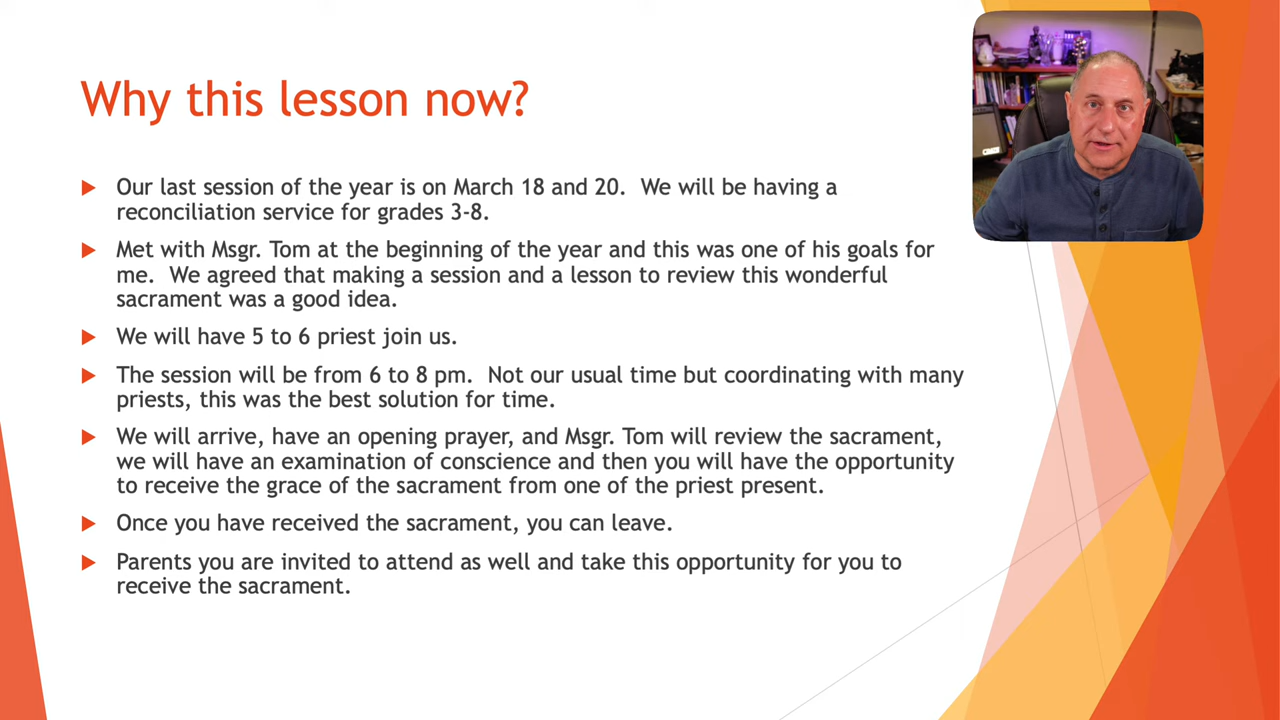 Why this lesson now?
Our last session of the year is on March 18 and 20.  We will be having a
reconciliation service for grades 3-8.
Met with Msgr. Tom at the beginning of the year and this was one of his goals for
me.  We agreed that making a session and a lesson to review this wonderful
sacrament was a good idea.
We will have 5 to 6 priest join us.
The session will be from 6 to 8 pm.  Not our usual time but coordinating with many
priests, this was the best solution for time.
We will arrive, have an opening prayer, and Msgr. Tom will review the sacrament,
we will have an examination of conscience and then you will have the opportunity
to receive the grace of the sacrament from one of the priest present.
Once you have received the sacrament, you can leave.
Parents you are invited to attend as well and take this opportunity for you to
receive the sacrament.